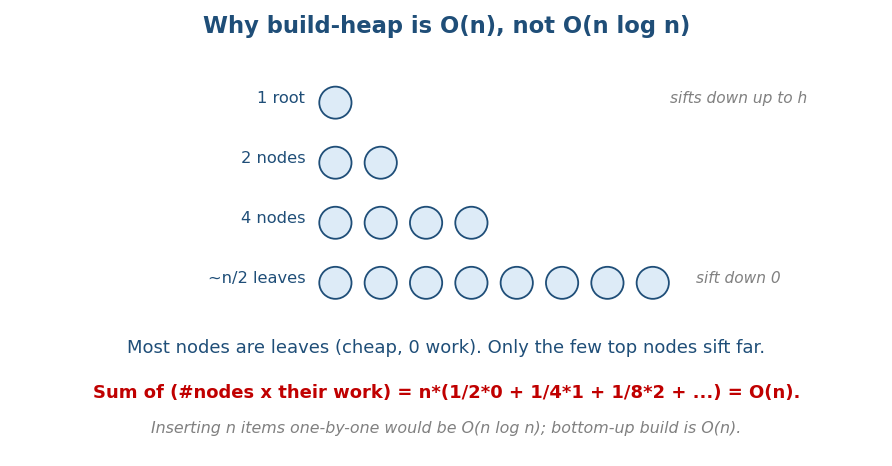 Why build-heap is O(n), not O(n log n)
1 root
sifts down up to h
2 nodes
4 nodes
~n/2 leaves
sift down 0
Most nodes are leaves (cheap, 0 work). Only the few top nodes sift far.
Sum of (#nodes x their work) = n*(1/2*0 + 1/4*1 + 1/8*2 + ...) = O(n).
Inserting n items one-by-one would be O(n log n); bottom-up build is O(n).